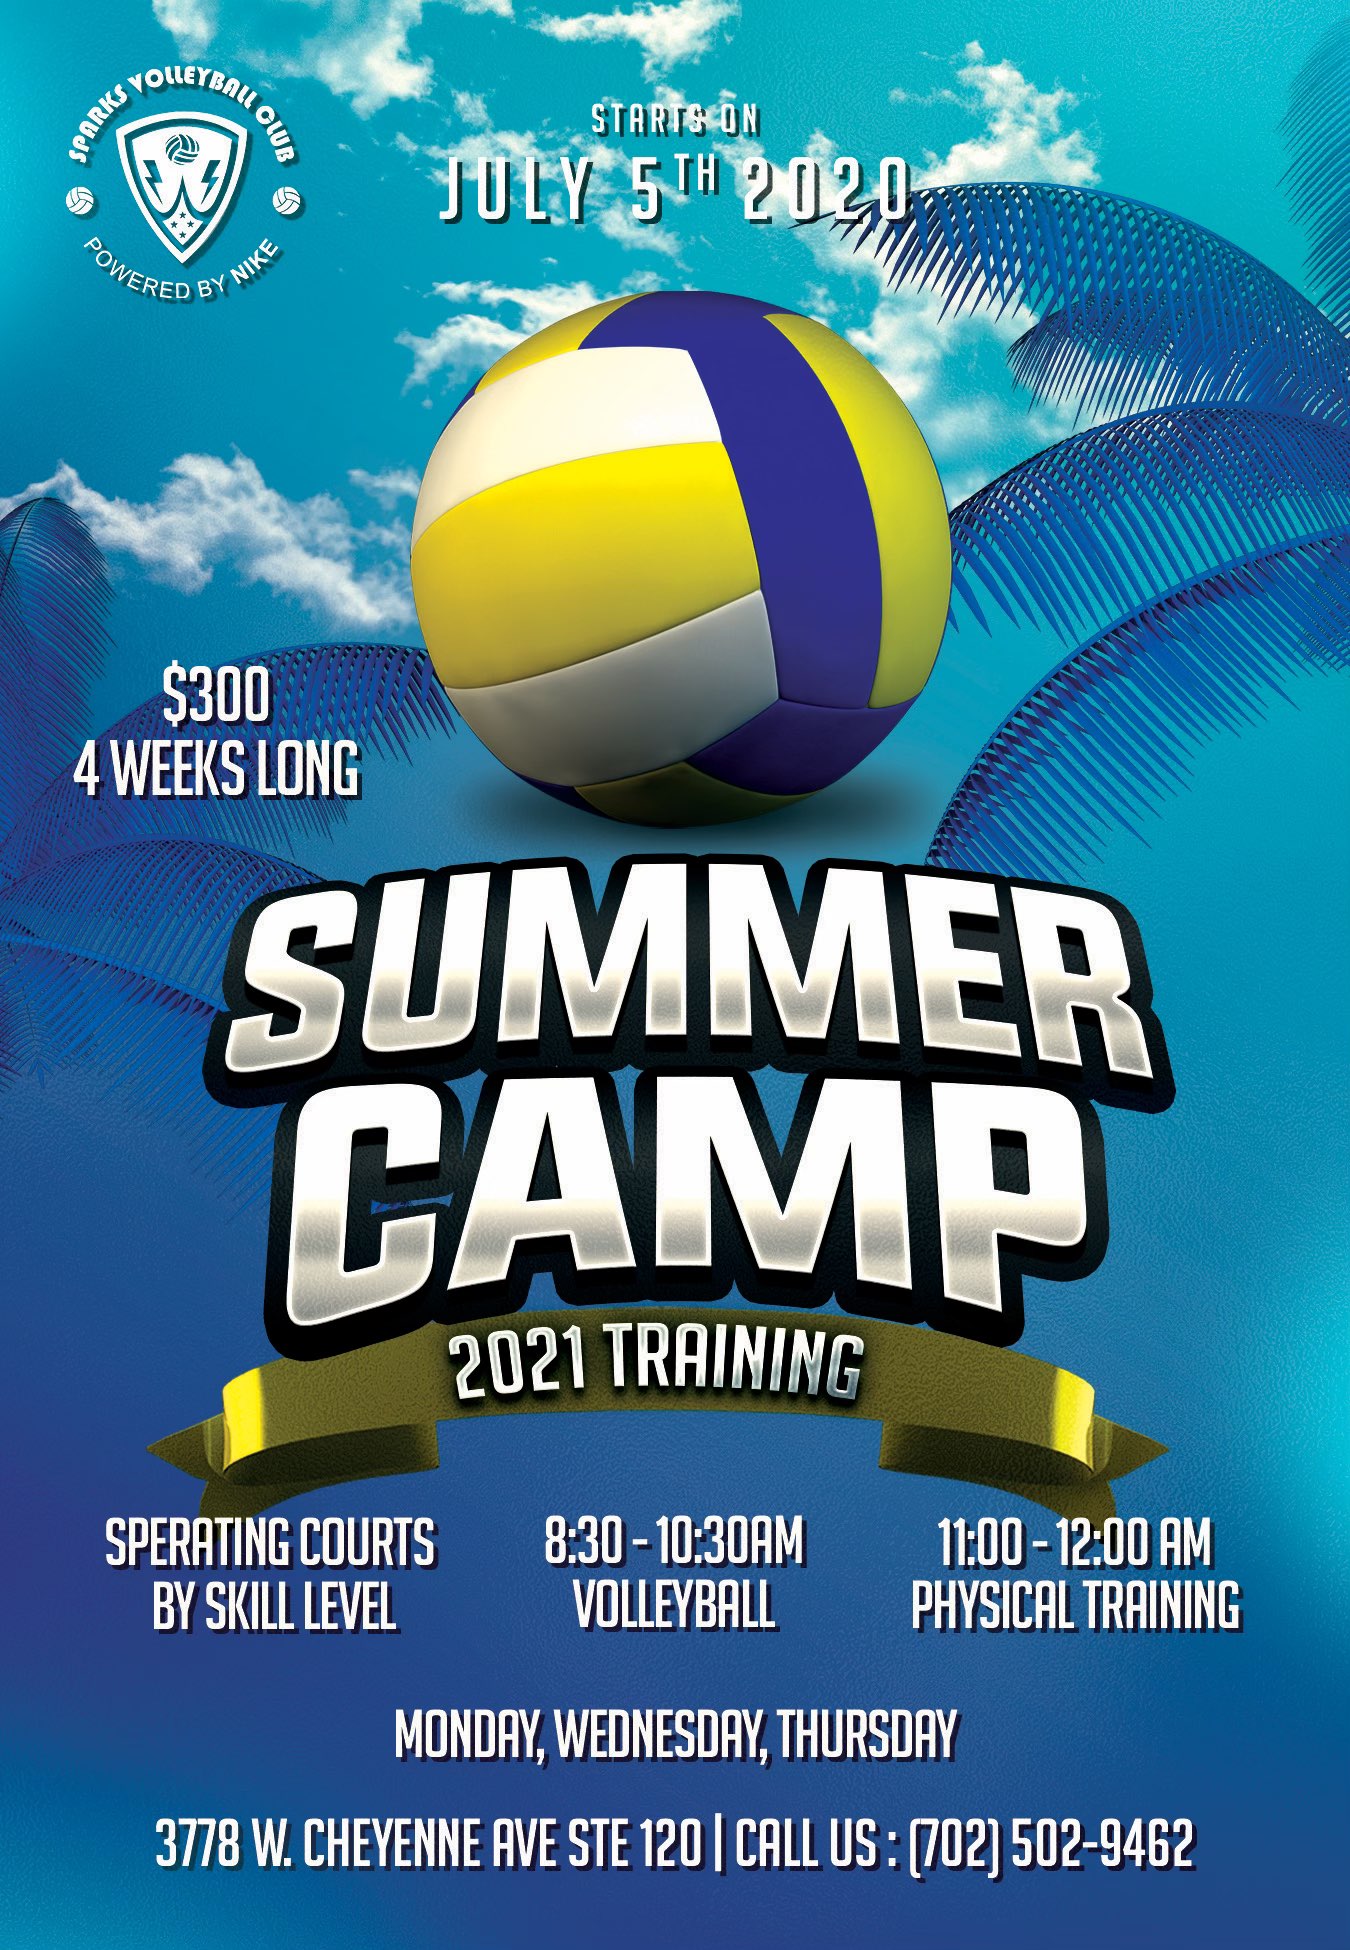 SPARKS VOLLEYBALL CLUB
POWERED BY NIKE
STARTS ON
JULY 5TH 2020
$300
4 WEEKS LONG
SUMMER
CAMP
2021 TRAINING
SPERATING COURTS
BY SKILL LEVEL
8:30 - 10:30AM
VOLLEYBALL
11:00 - 12:00 AM
PHYSICAL TRAINING
MONDAY, WEDNESDAY, THURSDAY
3778 W. CHEYENNE AVE STE 120 | CALL US : (702) 502-9462